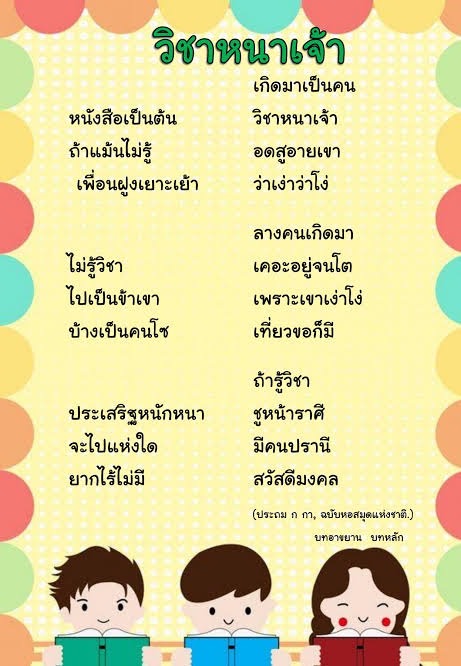 วิชาหนาเจ้า
เกิดมาเป็นคน
หนังสือเป็นต้น วิชาหนาเจ้า
ถ้าแม้นไม่รู้ อดสูอายเขา
เพื่อนฝูงเยาะเย้า ว่าเง่าว่าโง่
ลางคนเกิดมา
ไม่รู้วิชา เคอะอยู่จนโต
ไปเป็นข้าเขา เพราะเขาเง่าโง่
บ้างเป็นคนโซ เที่ยวขอก็มี
ถ้ารู้วิชา
ประเสริฐหนักหนา ชูหน้าราศี
จะไปแห่งใด มีคนปรานี
ยากไร้ไม่มี สวัสดีมงคล
(ประถม ก กา, ฉบับหอสมุดแห่งชาติ.)
บทอาขยาน บทหลัก